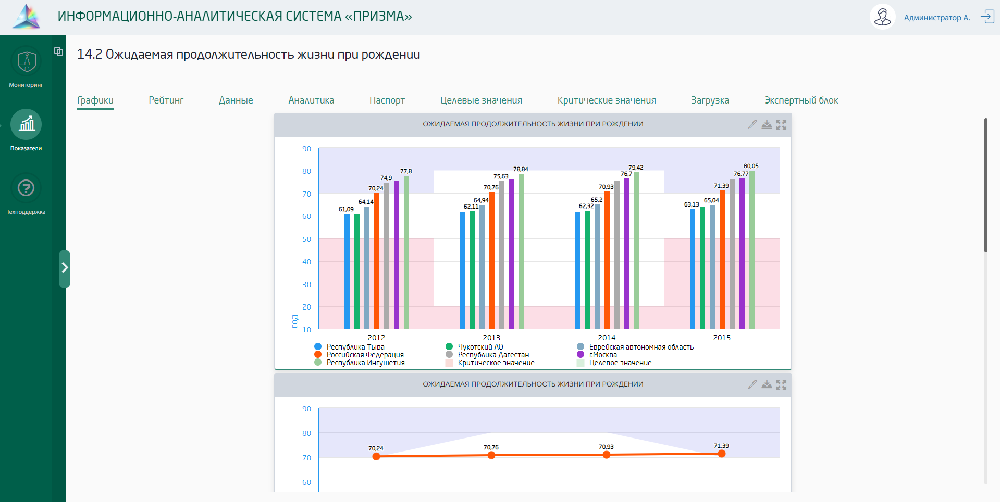 ИНФОРМАЦИОННО-АНАЛИТИЧЕСКАЯ СИСТЕМА «ПРИЗМА»
Администратор А.
Мониторинг
Показатели
Техподдержка
14.2 Ожидаемая продолжительность жизни при рождении
Графики Рейтинг Данные Аналитика Паспорт Целевые значения Критические значения Загрузка Экспертный блок
ОЖИДАЕМАЯ ПРОДОЛЖИТЕЛЬНОСТЬ ЖИЗНИ ПРИ РОЖДЕНИИ
90
80
70
60
50
40
30
20
10
год
61,09 64,14 70,24 74,9 77,8
62,11 64,94 70,76 75,63 78,84
62,32 65,2 70,93 76,7 79,42
63,13 65,04 71,39 76,77 80,05
2012 2013 2014 2015
Республика Тыва Чукотский АО Еврейская автономная область
Российская Федерация Республика Дагестан г.Москва
Республика Ингушетия Критическое значение Целевое значение
ОЖИДАЕМАЯ ПРОДОЛЖИТЕЛЬНОСТЬ ЖИЗНИ ПРИ РОЖДЕНИИ
90
80
70
60
70,24 70,76 70,93 71,39